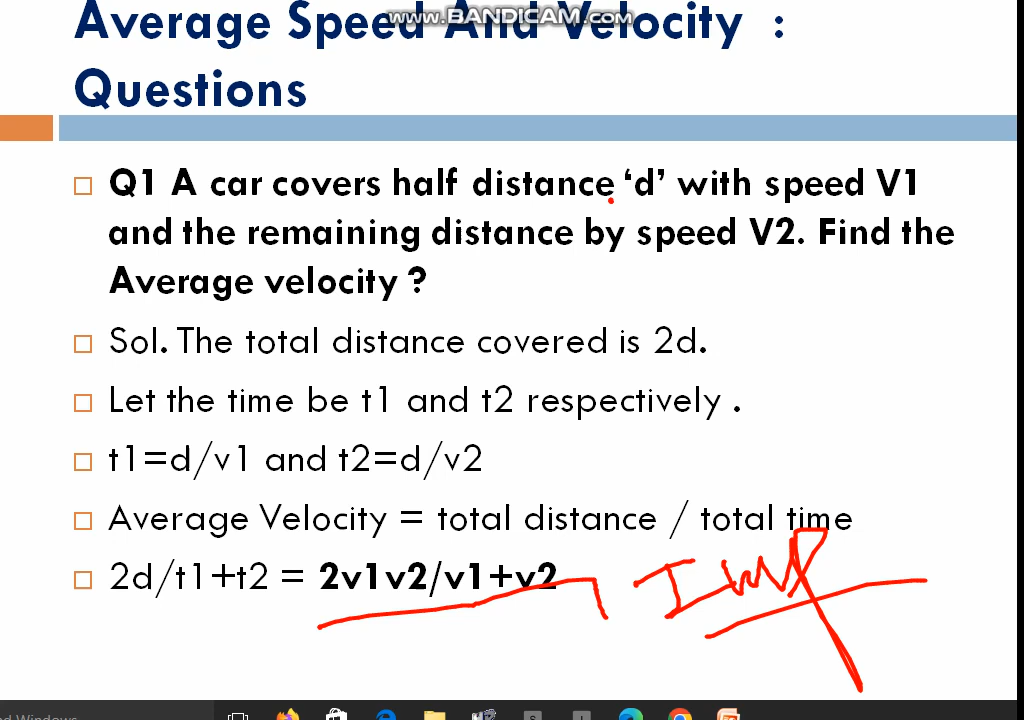 www.BANDICAM.com
Average Speed And Velocity :
Questions
Q1 A car covers half distance ‘d’ with speed V1
and the remaining distance by speed V2. Find the
Average velocity ?
Sol. The total distance covered is 2d.
Let the time be t1 and t2 respectively .
t1=d/v1 and t2=d/v2
Average Velocity = total distance / total time
2d/t1+t2 = 2v1v2/v1+v2
Imp
nd Windows